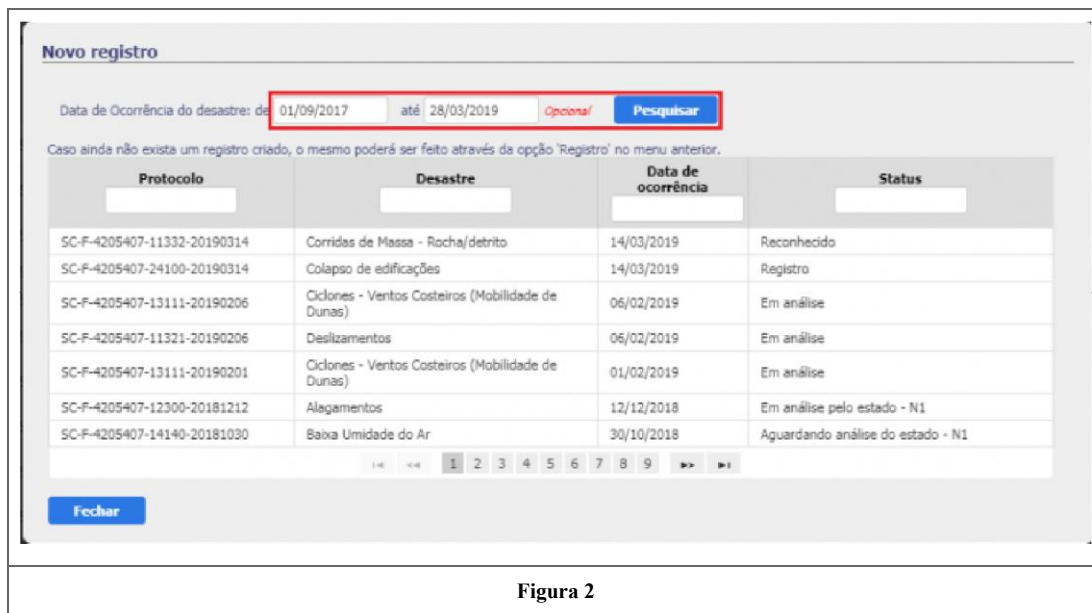 Novo registro
Data de Ocorrência do desastre: de 01/09/2017 até 28/03/2019 Opcional Pesquisar
Caso ainda não exista um registro criado, o mesmo poderá ser feito através da opção 'Registro' no menu anterior.
Protocolo Desastre Data de ocorrência Status
SC-F-4205407-11332-20190314 Corridas de Massa - Rocha/detrito 14/03/2019 Reconhecido
SC-F-4205407-24100-20190314 Colapso de edificações 14/03/2019 Registro
SC-F-4205407-13111-20190206 Ciclones - Ventos Costeiros (Mobilidade de Dunas) 06/02/2019 Em análise
SC-F-4205407-11321-20190206 Deslizamentos 06/02/2019 Em análise
SC-F-4205407-13111-20190201 Ciclones - Ventos Costeiros (Mobilidade de Dunas) 01/02/2019 Em análise
SC-F-4205407-12300-20181212 Alagamentos 12/12/2018 Em análise pelo estado - N1
SC-F-4205407-14140-20181030 Baixa Umidade do Ar 30/10/2018 Aguardando análise do estado - N1
1 2 3 4 5 6 7 8 9
Fechar
Figura 2